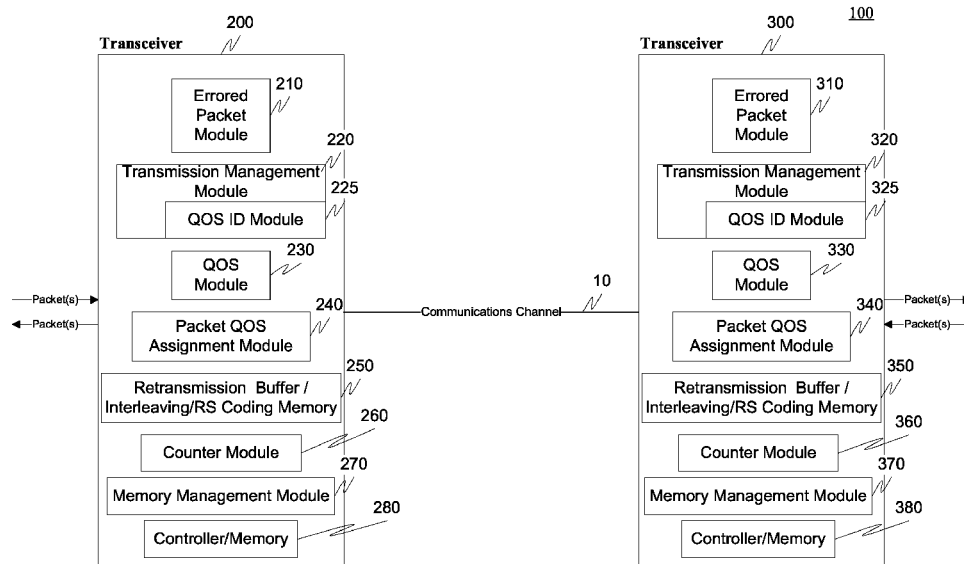 100
200
Transceiver
210
Errored
Packet
Module
220
Transmission Management
Module
225
QOS ID Module
230
QOS
Module
240
Packet QOS
Assignment Module
250
Retransmission Buffer /
Interleaving/RS Coding Memory
260
Counter Module
270
Memory Management Module
280
Controller/Memory
Packet(s)
Packet(s)
10
Communications Channel
300
Transceiver
310
Errored
Packet
Module
320
Transmission Management
Module
325
QOS ID Module
330
QOS
Module
340
Packet QOS
Assignment Module
350
Retransmission Buffer /
Interleaving/RS Coding Memory
360
Counter Module
370
Memory Management Module
380
Controller/Memory
Packet(s)
Packet(s)